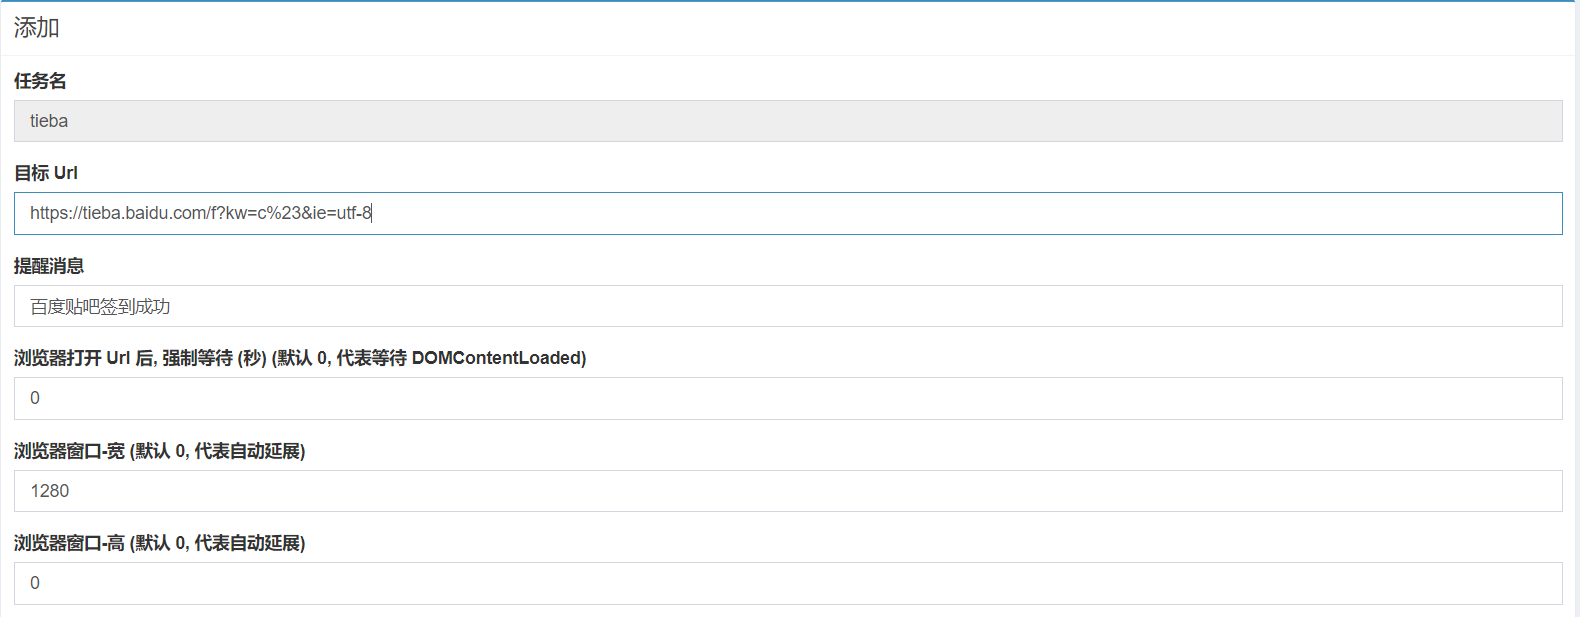 添加
任务名
tieba
目标 Url
https://tieba.baidu.com/f?kw=c%23&ie=utf-8
提醒消息
百度贴吧签到成功
浏览器打开 Url 后, 强制等待 (秒) (默认 0, 代表等待 DOMContentLoaded)
0
浏览器窗口-宽 (默认 0, 代表自动延展)
1280
浏览器窗口-高 (默认 0, 代表自动延展)
0